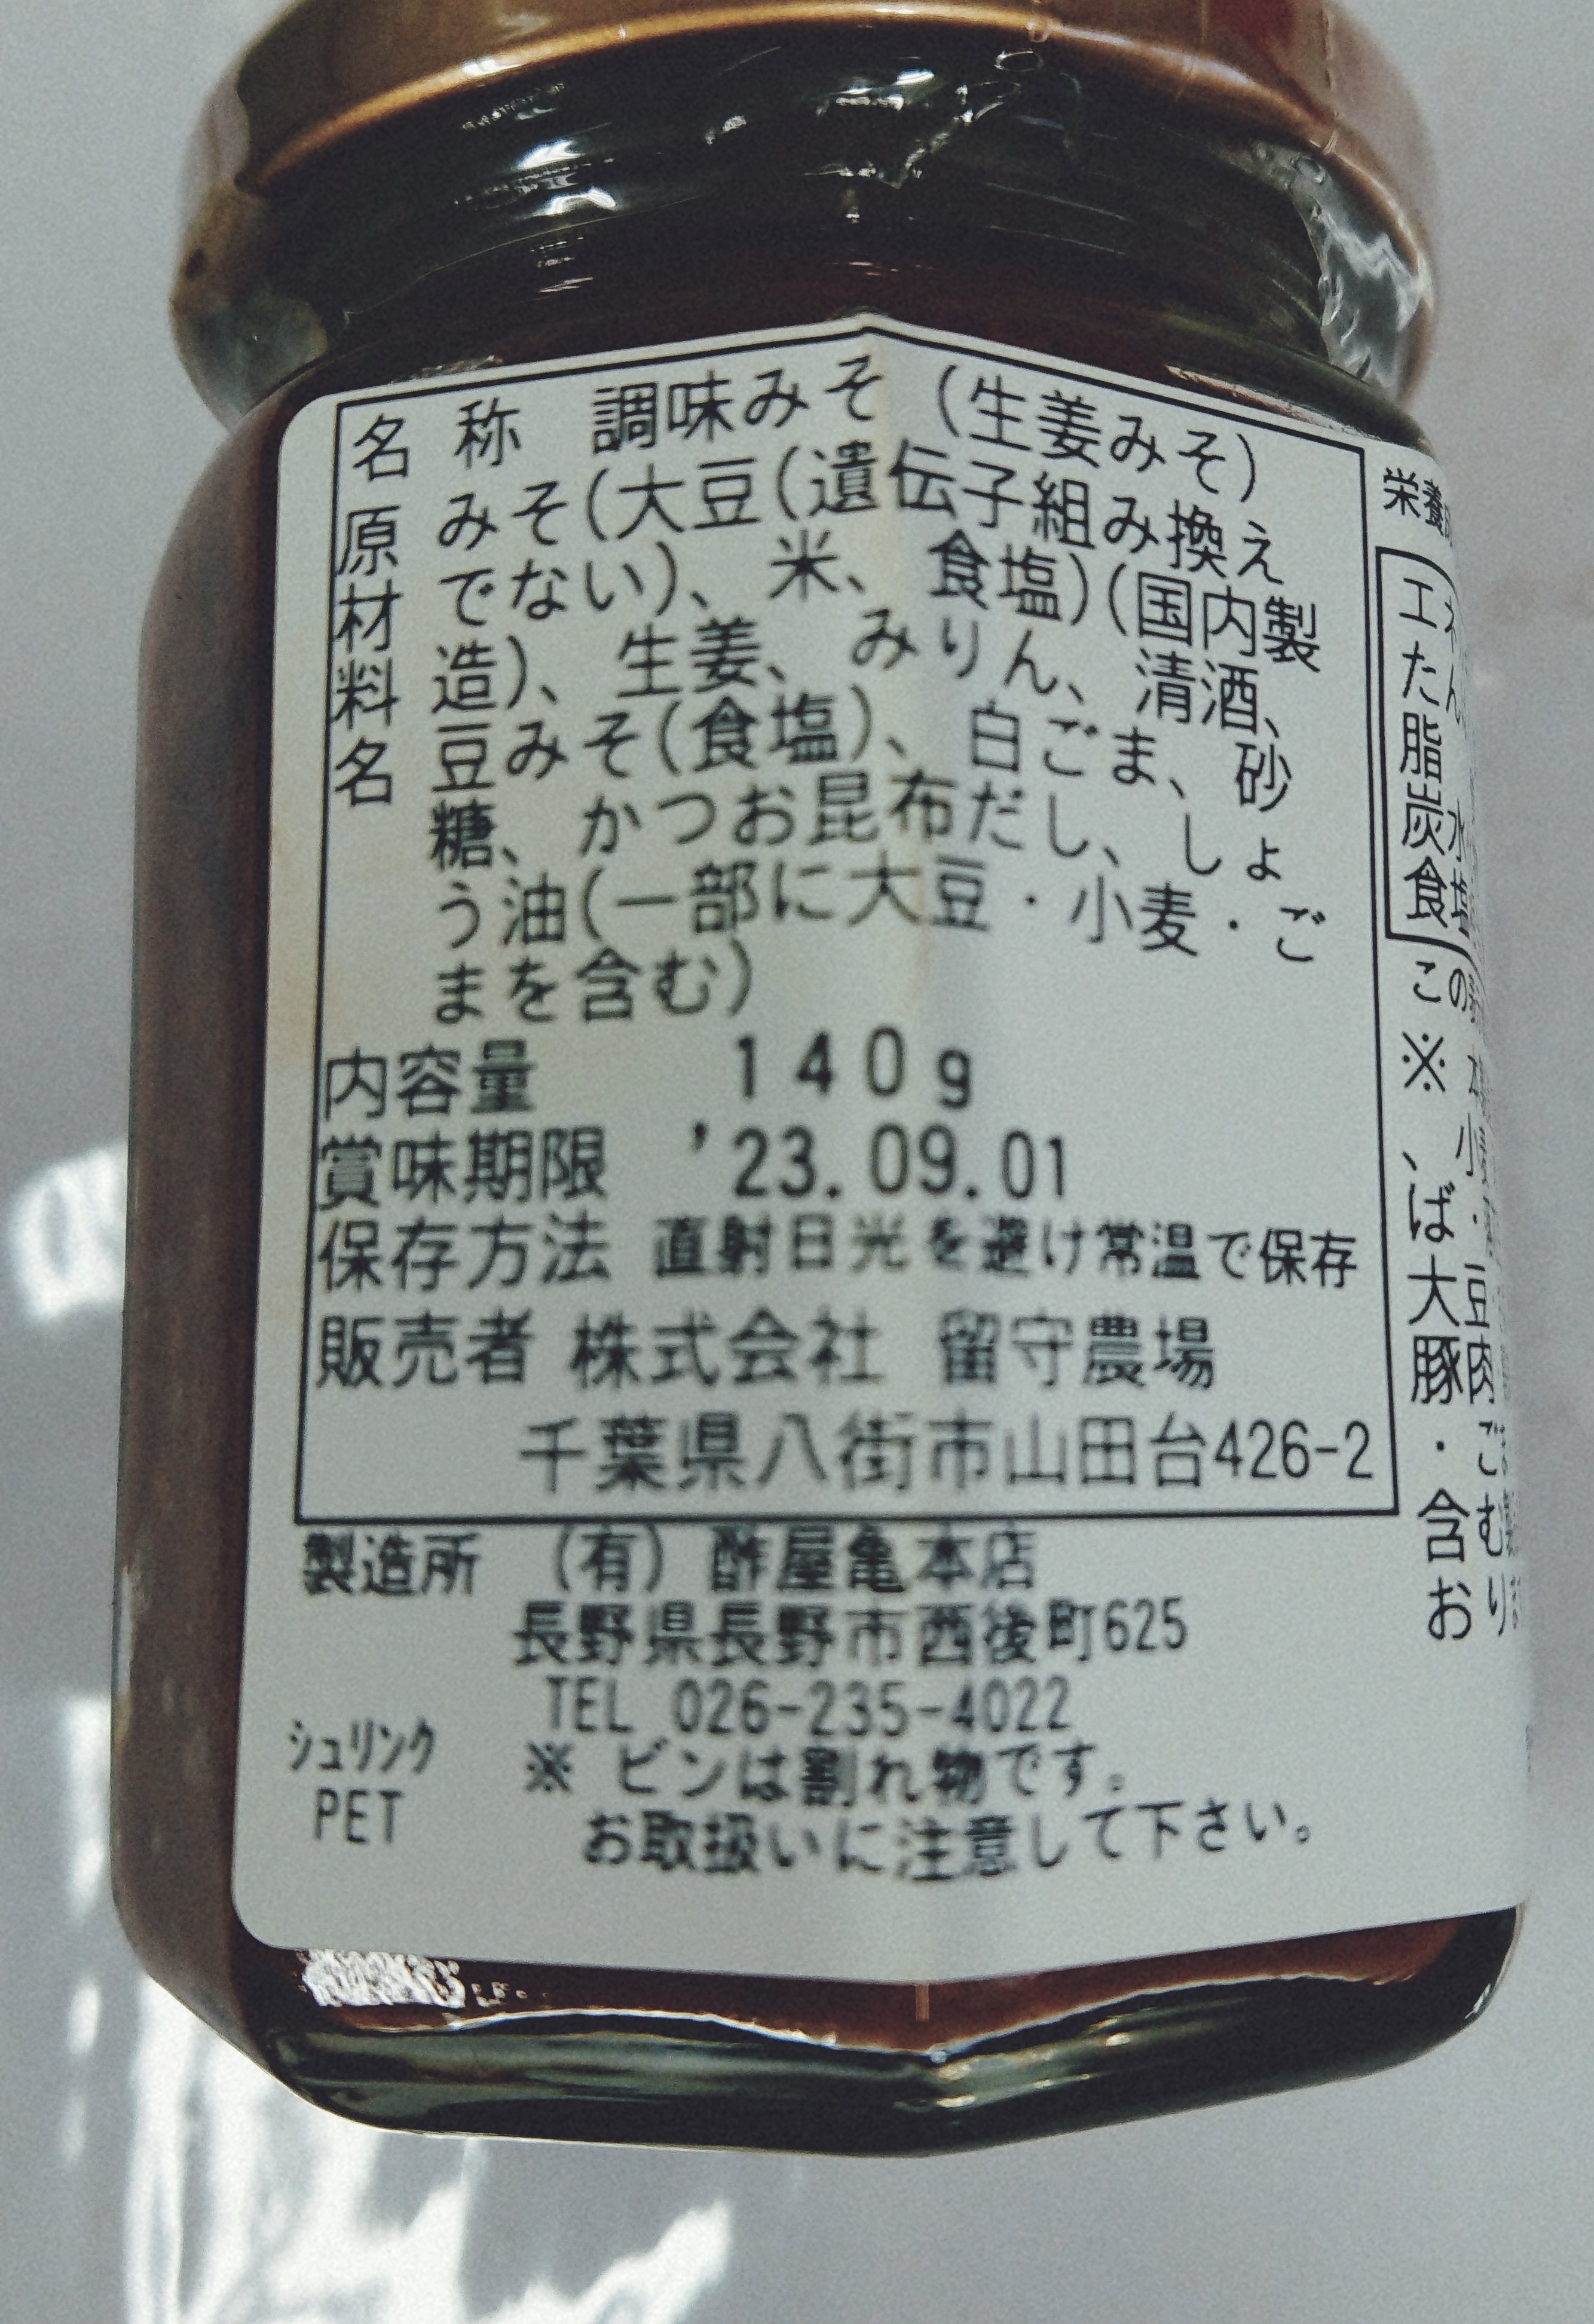 名称 調味みそ（生姜みそ）
原材料名 みそ(大豆(遺伝子組み換え
でない)、米、食塩)(国内製
造)、生姜、みりん、清酒、
豆みそ(食塩)、白ごま、砂
糖、かつお昆布だし、しょ
う油(一部に大豆・小麦・ご
まを含む)
内容量 140g
賞味期限 '23.09.01
保存方法 直射日光を避け常温で保存
販売者 株式会社 留守農場
千葉県八街市山田台426-2
製造所 (有) 酢屋亀本店
長野県長野市西後町625
TEL 026-235-4022
シュリンク
PET
※ ビンは割れ物です。
お取扱いに注意して下さい。
栄養
エネ
たん
脂
炭水
食塩
この
※
、小
ば・
大豆
豚肉
・ご
含む
おり